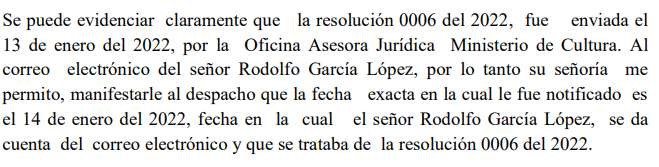 Se puede evidenciar claramente que la resolución 0006 del 2022, fue enviada el
13 de enero del 2022, por la Oficina Asesora Jurídica Ministerio de Cultura. Al
correo electrónico del señor Rodolfo García López, por lo tanto su señoría me
permito, manifestarle al despacho que la fecha exacta en la cual le fue notificado es
el 14 de enero del 2022, fecha en la cual el señor Rodolfo García López, se da
cuenta del correo electrónico y que se trataba de la resolución 0006 del 2022.